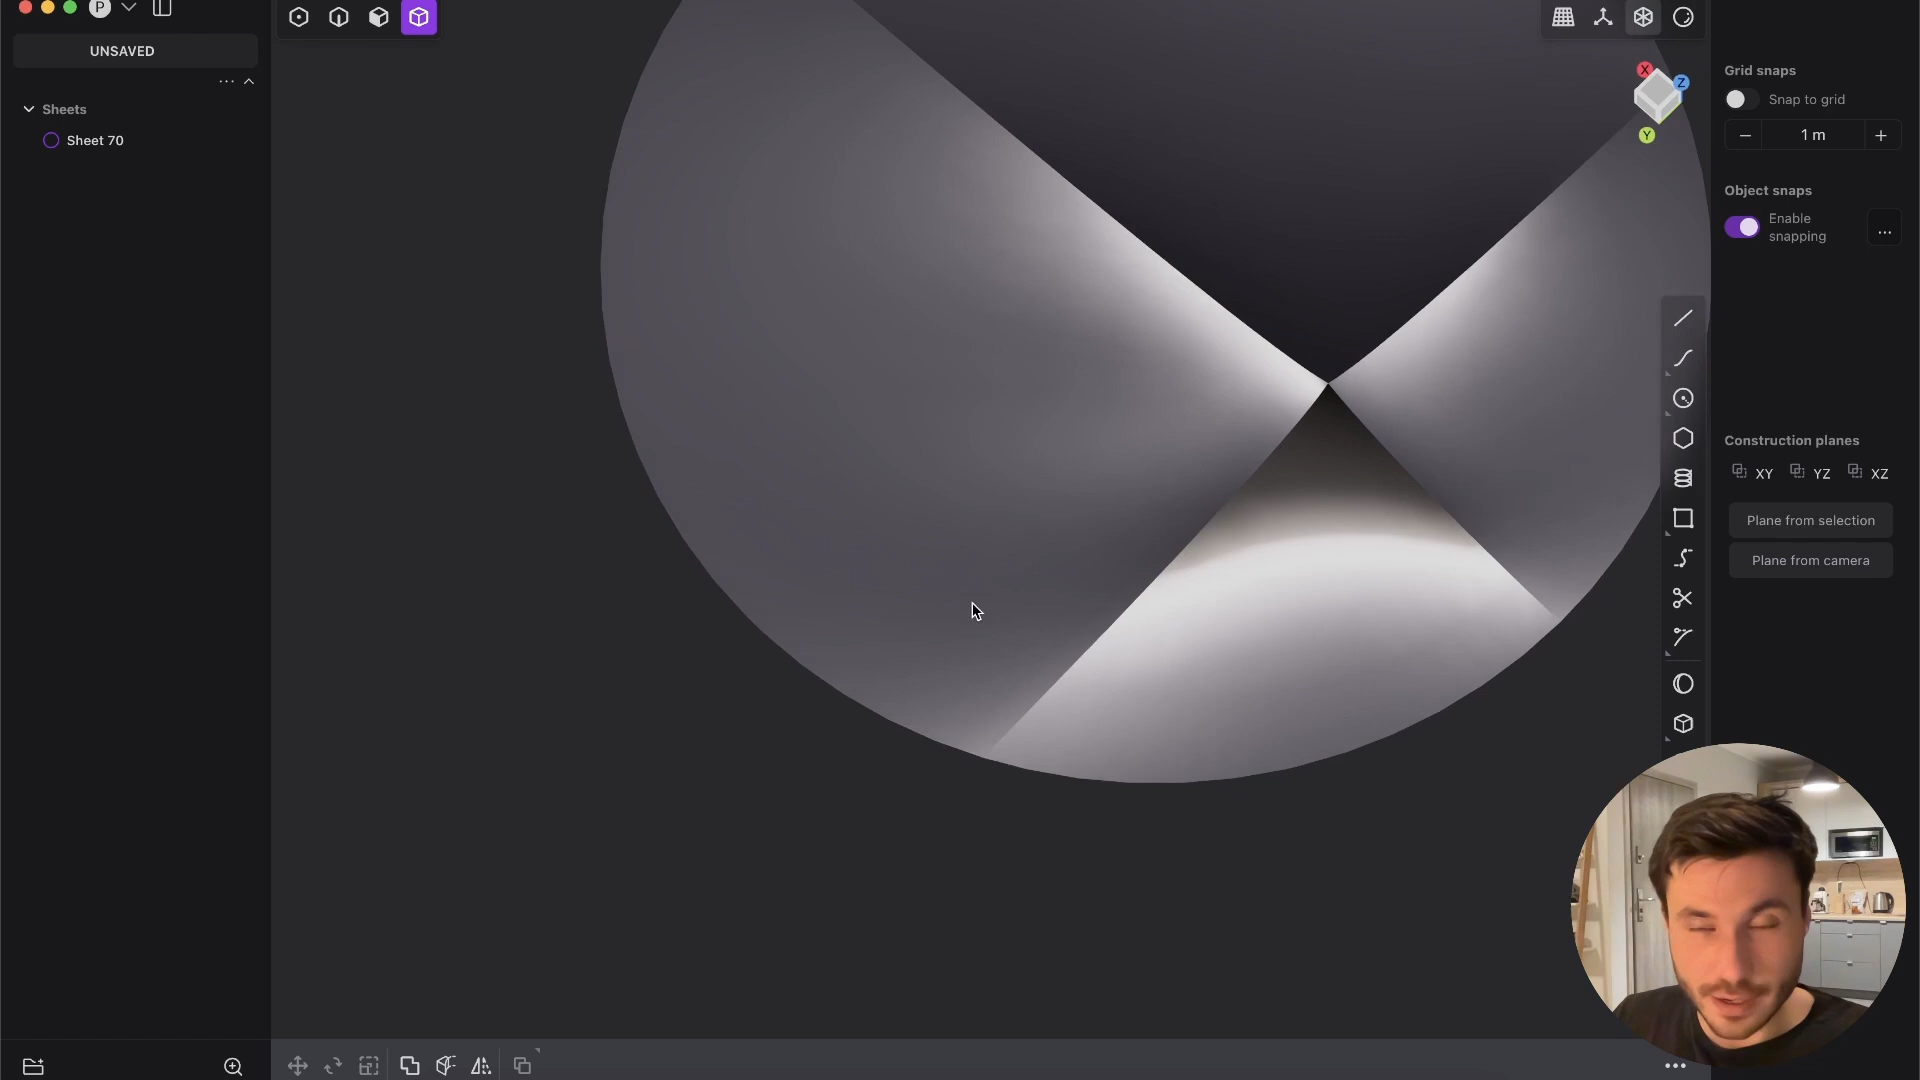 P
UNSAVED
Sheets
Sheet 70
X
Z
Y
Grid snaps
Snap to grid
1 m
Object snaps
Enable
snapping
...
Construction planes
XY
YZ
XZ
Plane from selection
Plane from camera